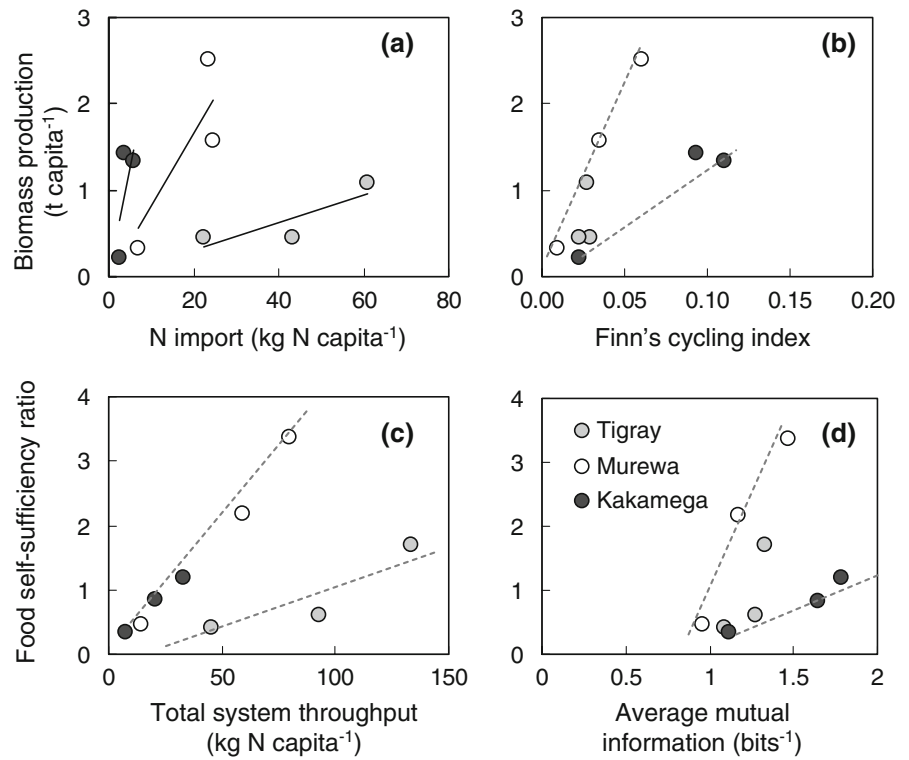 (a)
3
2
1
0
Biomass production
(t capita⁻¹)
0 20 40 60 80
N import (kg N capita⁻¹)
(b)
3
2
1
0
0.00 0.05 0.10 0.15 0.20
Finn's cycling index
(c)
4
3
2
1
0
Food self-sufficiency ratio
0 50 100 150
Total system throughput
(kg N capita⁻¹)
(d)
Tigray
Murewa
Kakamega
4
3
2
1
0
0 0.5 1 1.5 2
Average mutual
information (bits⁻¹)